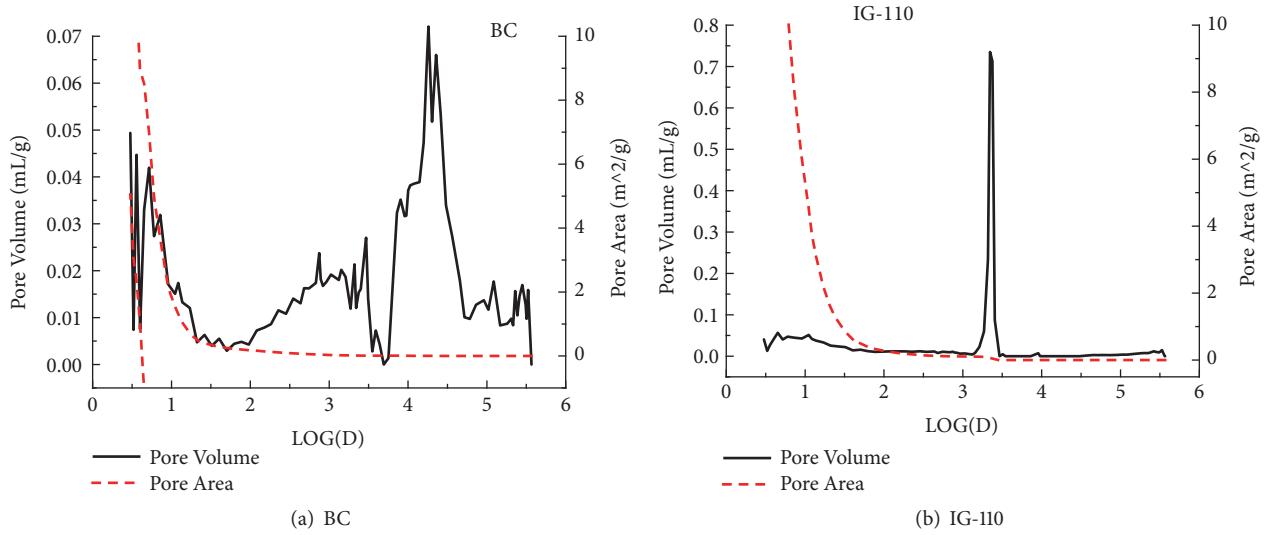 BC
Pore Volume (mL/g)
0.07
0.06
0.05
0.04
0.03
0.02
0.01
0.00
10
8
6
4
2
0
Pore Area (m^2/g)
0 1 2 3 4 5 6
LOG(D)
Pore Volume
Pore Area
(a) BC
IG-110
Pore Volume (mL/g)
0.8
0.7
0.6
0.5
0.4
0.3
0.2
0.1
0.0
10
8
6
4
2
0
Pore Area (m^2/g)
0 1 2 3 4 5 6
LOG(D)
Pore Volume
Pore Area
(b) IG-110